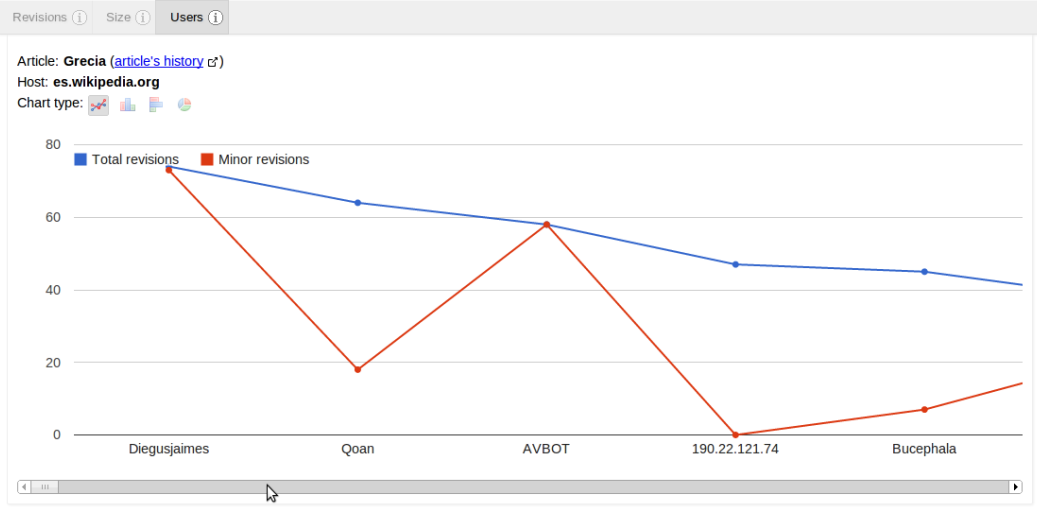 Revisions Size Users
Article: Grecia (article's history)
Host: es.wikipedia.org
Chart type:
80
Total revisions Minor revisions
60
40
20
0
Diegusjaimes Qoan AVBOT 190.22.121.74 Bucephala